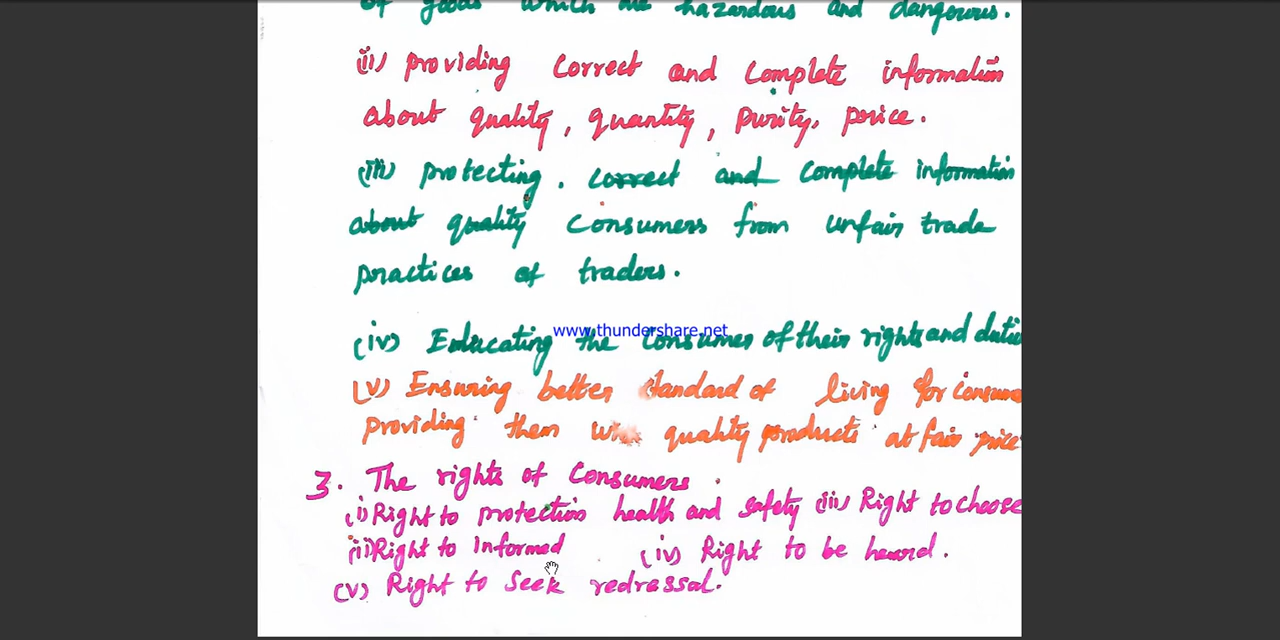 of goods which are hazardous and dangerous.
(ii) providing correct and complete information
about quality, quantity, purity, price.
(iii) protecting. correct and complete information
about quality consumers from unfair trade
practices of traders.
www.thundershare.net
(iv) Educating the consumer of their rights and dutie
(v) Ensuring better standard of living for consume
providing them quality products at fair price
3. The rights of Consumers.
(i) Right to protection health and safety (iii) Right to choose
(ii) Right to Informed (iv) Right to be heard.
(v) Right to Seek redrassal.